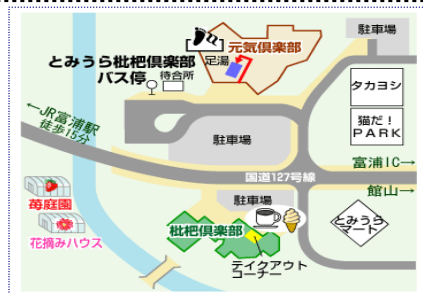 駐車場
元気倶楽部
足湯
とみうら枇杷倶楽部
バス停
待合所
タカヨシ
猫だ!
PARK
←JR富浦駅
徒歩15分
駐車場
富浦IC→
国道127号線
館山→
苺庭園
花摘みハウス
駐車場
枇杷倶楽部
とみうら
マート
テイクアウト
コーナー